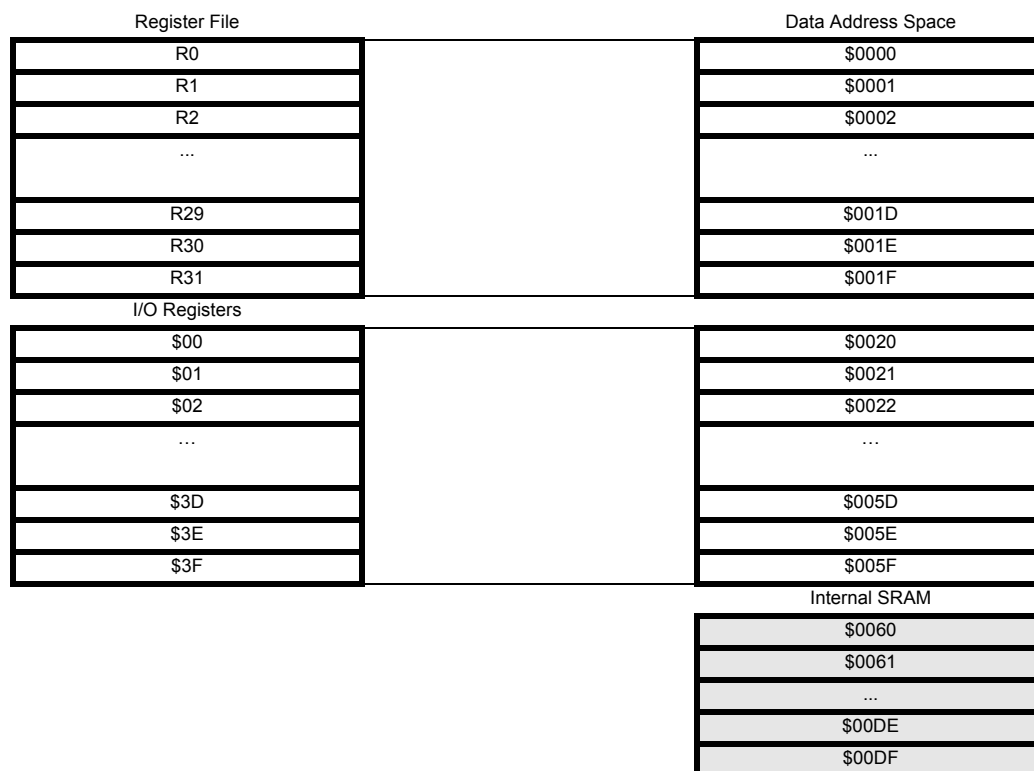 Register File Data Address Space
R0 $0000
R1 $0001
R2 $0002
... ...
R29 $001D
R30 $001E
R31 $001F
I/O Registers
$00 $0020
$01 $0021
$02 $0022
… …
$3D $005D
$3E $005E
$3F $005F
Internal SRAM
$0060
$0061
...
$00DE
$00DF